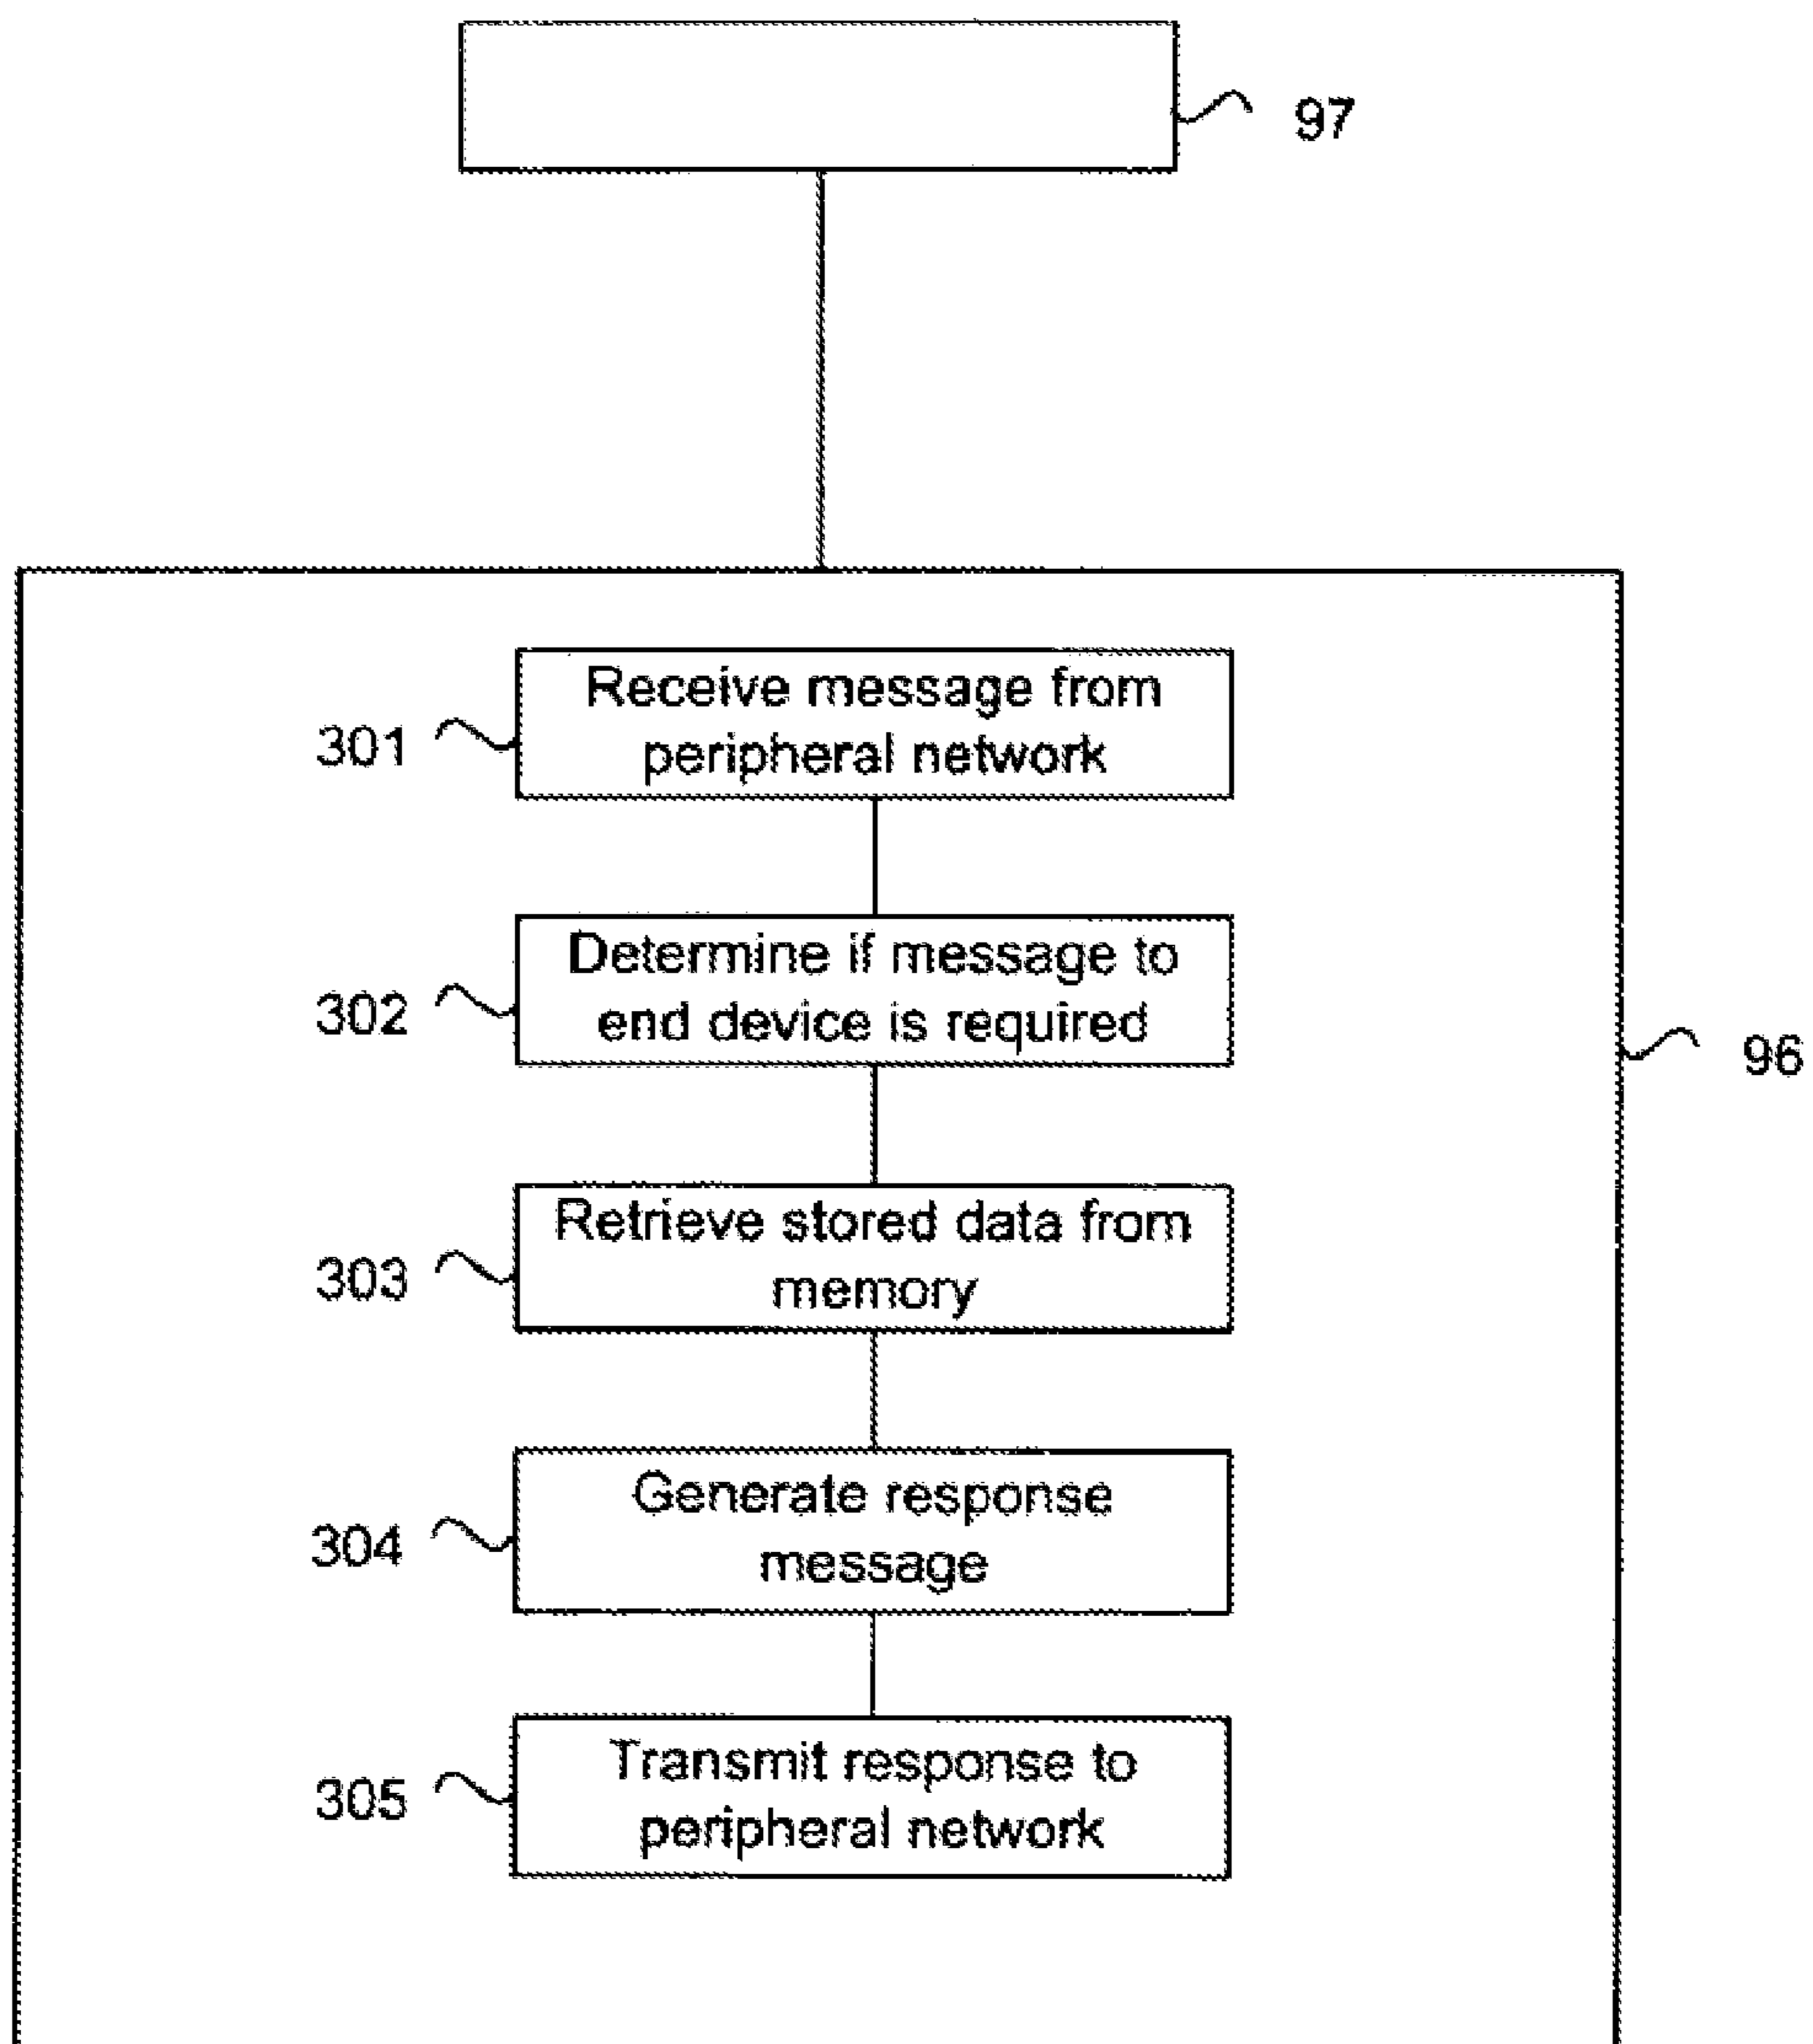 97
Receive message from
peripheral network
301
Determine if message to
end device is required
302
96
Retrieve stored data from
memory
303
Generate response
message
304
Transmit response to
peripheral network
305